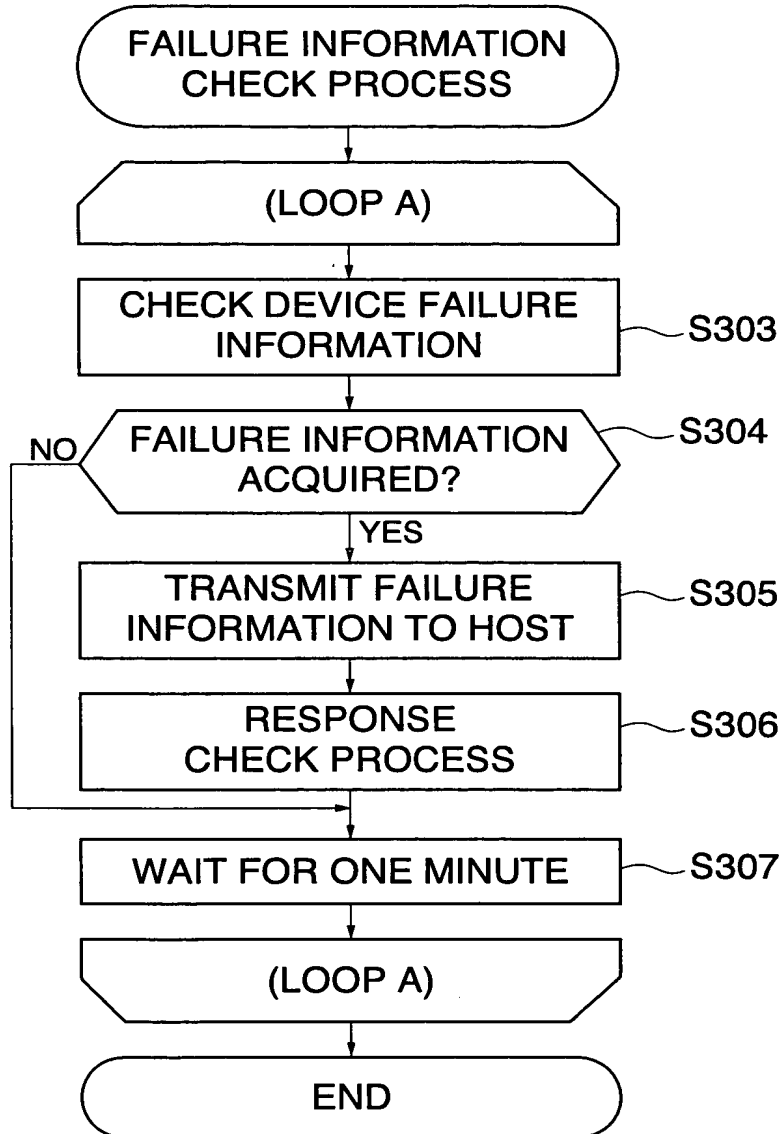 FAILURE INFORMATION
CHECK PROCESS
(LOOP A)
CHECK DEVICE FAILURE
INFORMATION
S303
FAILURE INFORMATION
ACQUIRED?
S304
NO
YES
TRANSMIT FAILURE
INFORMATION TO HOST
S305
RESPONSE
CHECK PROCESS
S306
WAIT FOR ONE MINUTE
S307
(LOOP A)
END